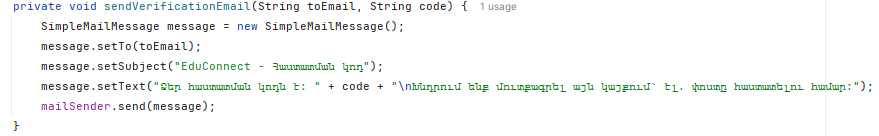 private void sendVerificationEmail(String toEmail, String code) { 1 usage
SimpleMailMessage message = new SimpleMailMessage();
message.setTo(toEmail);
message.setSubject("EduConnect - Հաստատման կոդ");
message.setText("Ձեր հաստատման կոդն է: " + code + "\nԽնդրում ենք մուտքագրել այն կայքում՝ էլ. փոստը հաստատելու համար:");
mailSender.send(message);
}